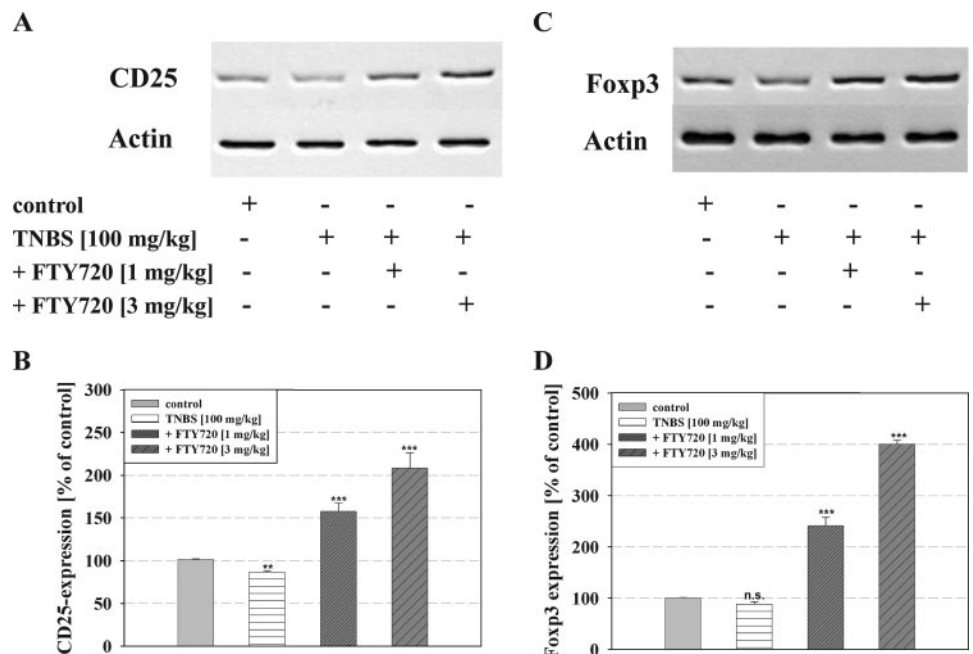 A
CD25
Actin
C
Foxp3
Actin
control + - - - + - - -
TNBS [100 mg/kg] - + + + - + + +
+ FTY720 [1 mg/kg] - - + - - - + -
+ FTY720 [3 mg/kg] - - - + - - - +
B
CD25-expression [% of control]
300
250
200
150
100
50
0
control
TNBS [100 mg/kg]
+ FTY720 [1 mg/kg]
+ FTY720 [3 mg/kg]
**
***
***
D
Foxp3 expression [% of control]
500
400
300
200
100
0
control
TNBS [100 mg/kg]
+ FTY720 [1 mg/kg]
+ FTY720 [3 mg/kg]
n.s.
***
***